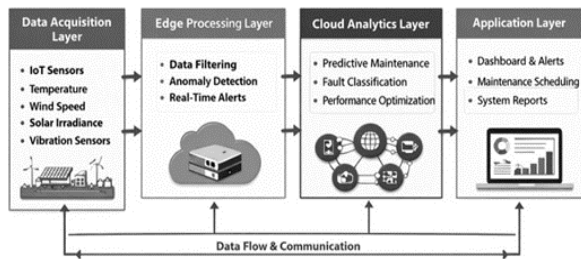 Data Acquisition
Layer
• IoT Sensors
• Temperature
• Wind Speed
• Solar Irradiance
• Vibration Sensors
Edge Processing Layer
• Data Filtering
• Anomaly Detection
• Real-Time Alerts
Cloud Analytics Layer
• Predictive Maintenance
• Fault Classification
• Performance Optimization
Application Layer
• Dashboard & Alerts
• Maintenance Scheduling
• System Reports
Data Flow & Communication